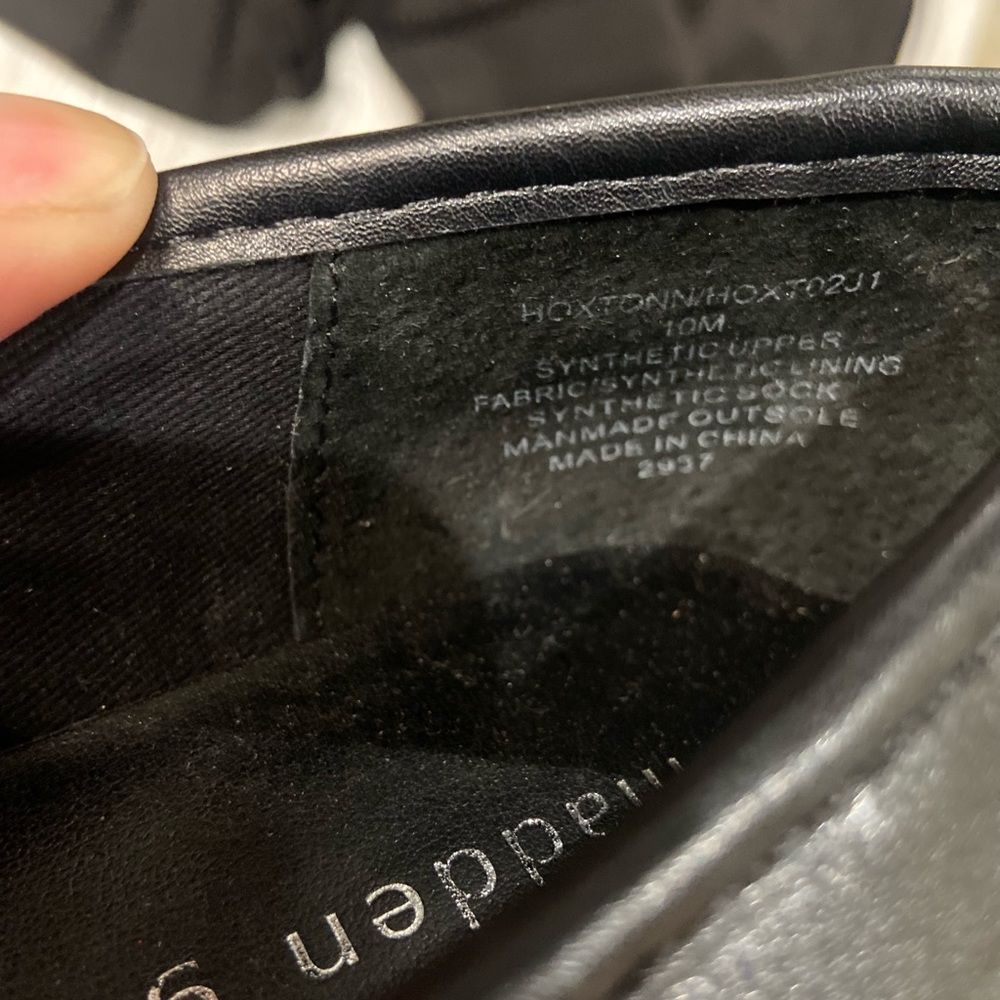 HOXTONN/HOXT02J1
10M
SYNTHETIC UPPER
FABRIC/SYNTHETIC LINING
SYNTHETIC SOCK
MANMADE OUTSOLE
MADE IN CHINA
2937
madden g